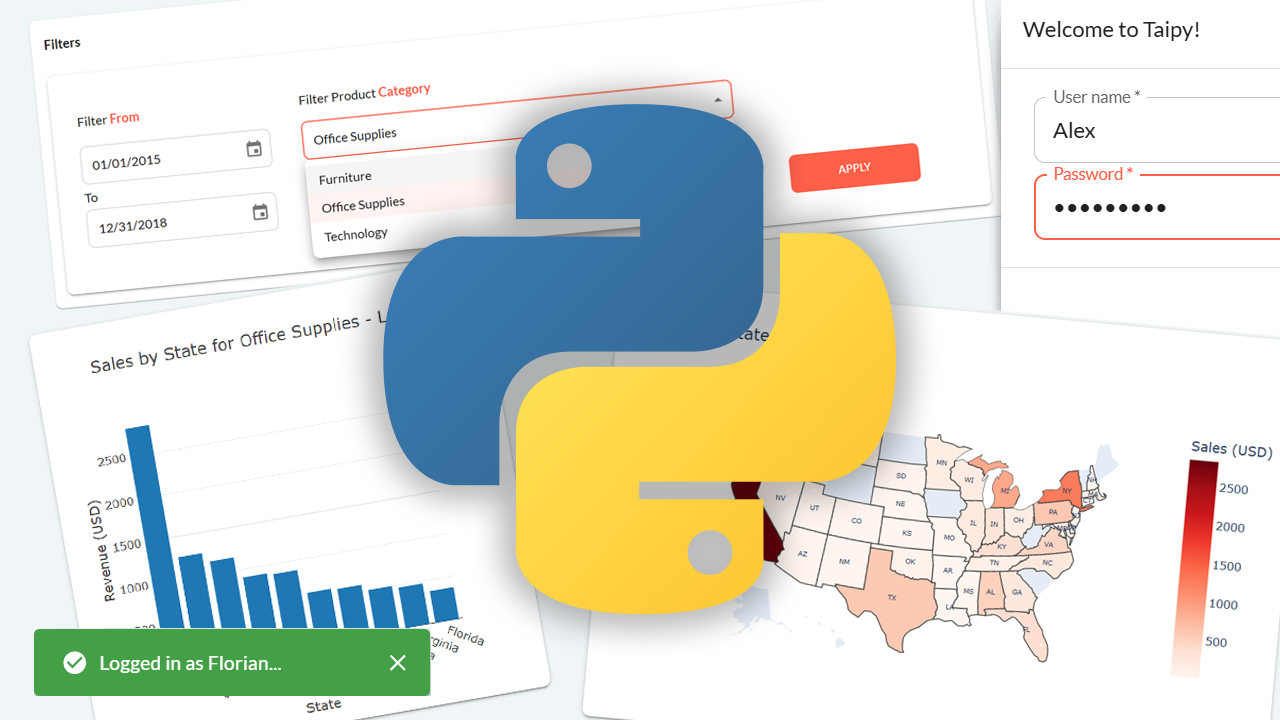 Filters
Filter From
01/01/2015
To
12/31/2018
Filter Product Category
Office Supplies
Furniture
Office Supplies
Technology
APPLY
Welcome to Taipy!
User name *
Alex
Password *
•••••••••
Sales by State for Office Supplies -
Revenue (USD)
2500
2000
1500
1000
Florida
State
Logged in as Florian...
Sales (USD)
2500
2000
1500
1000
500
MN
SD
WI
MI
NY
NH
NV
NE
PA
UT
CO
IL
IN
OH
KS
MO
KY
VA
AZ
NM
OK
TN
NC
AR
TX
MS
AL
GA
LA
FL